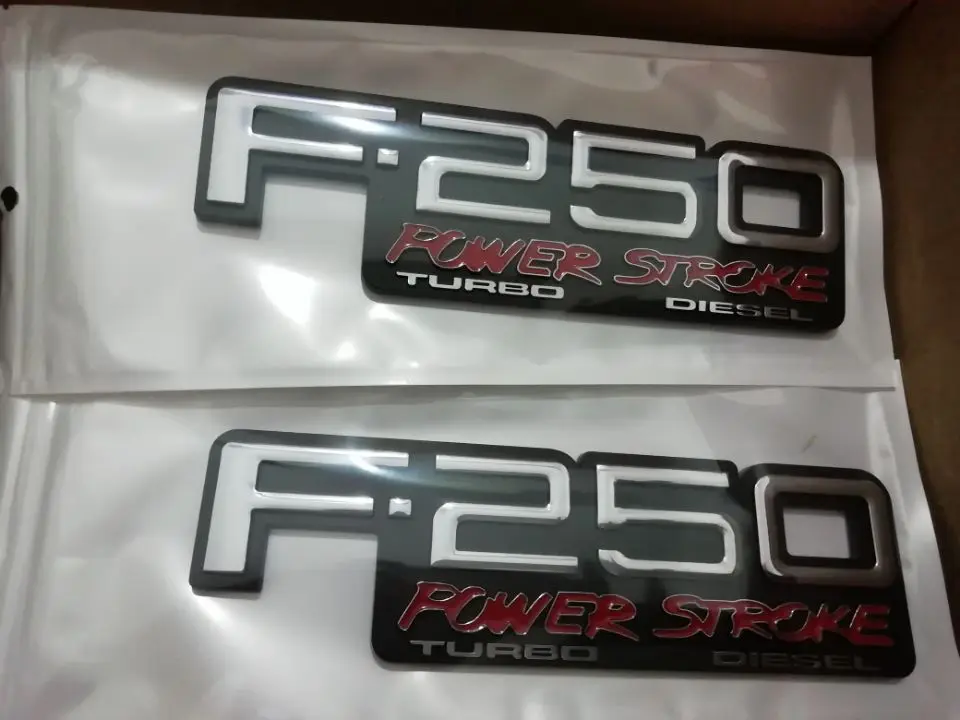 F-250
POWER STROKE
TURBO DIESEL
F-250
POWER STROKE
TURBO DIESEL